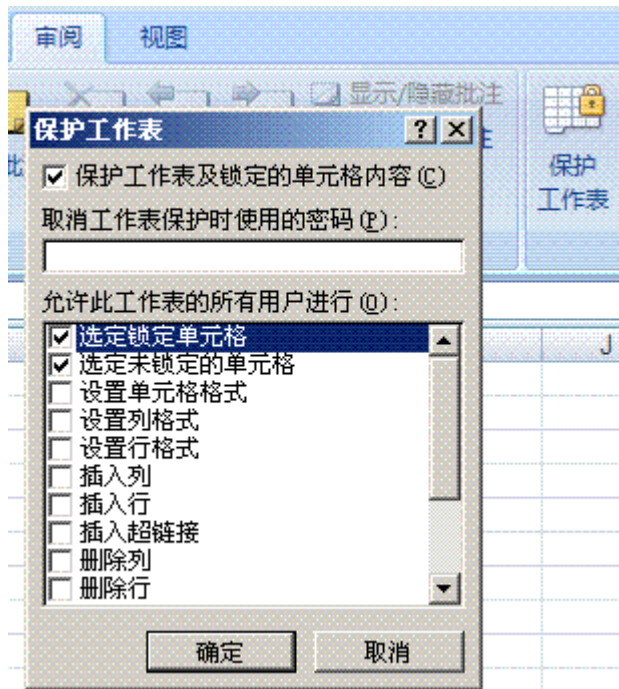 审阅 视图
显示/隐藏批注
保护工作表
保护工作表及锁定的单元格内容(C)
取消工作表保护时使用的密码(P):
允许此工作表的所有用户进行(O):
选定锁定单元格
选定未锁定的单元格
设置单元格格式
设置列格式
设置行格式
插入列
插入行
插入超链接
删除列
删除行
确定 取消
保护
工作表
J